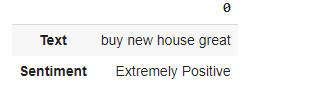 0
Text buy new house great
Sentiment Extremely Positive